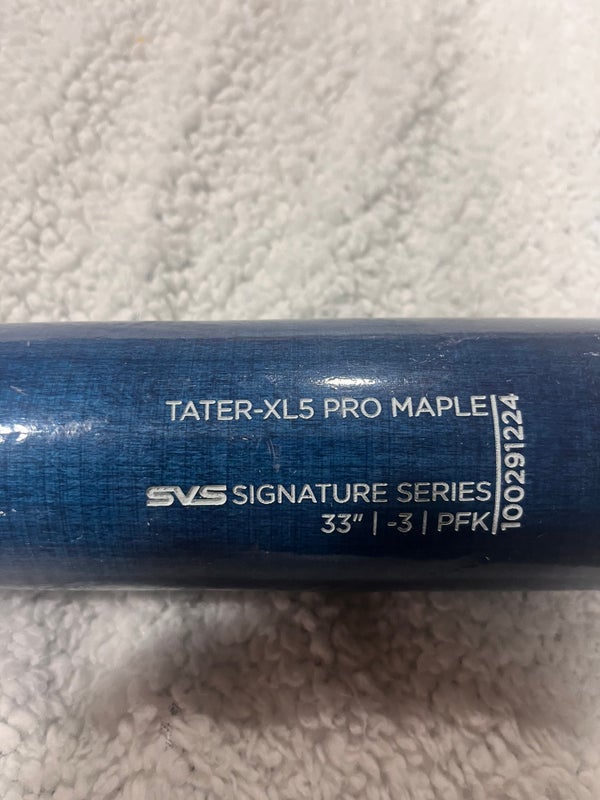 TATER-XL5 PRO MAPLE
SVS SIGNATURE SERIES
33" | -3 | PFK
100291224